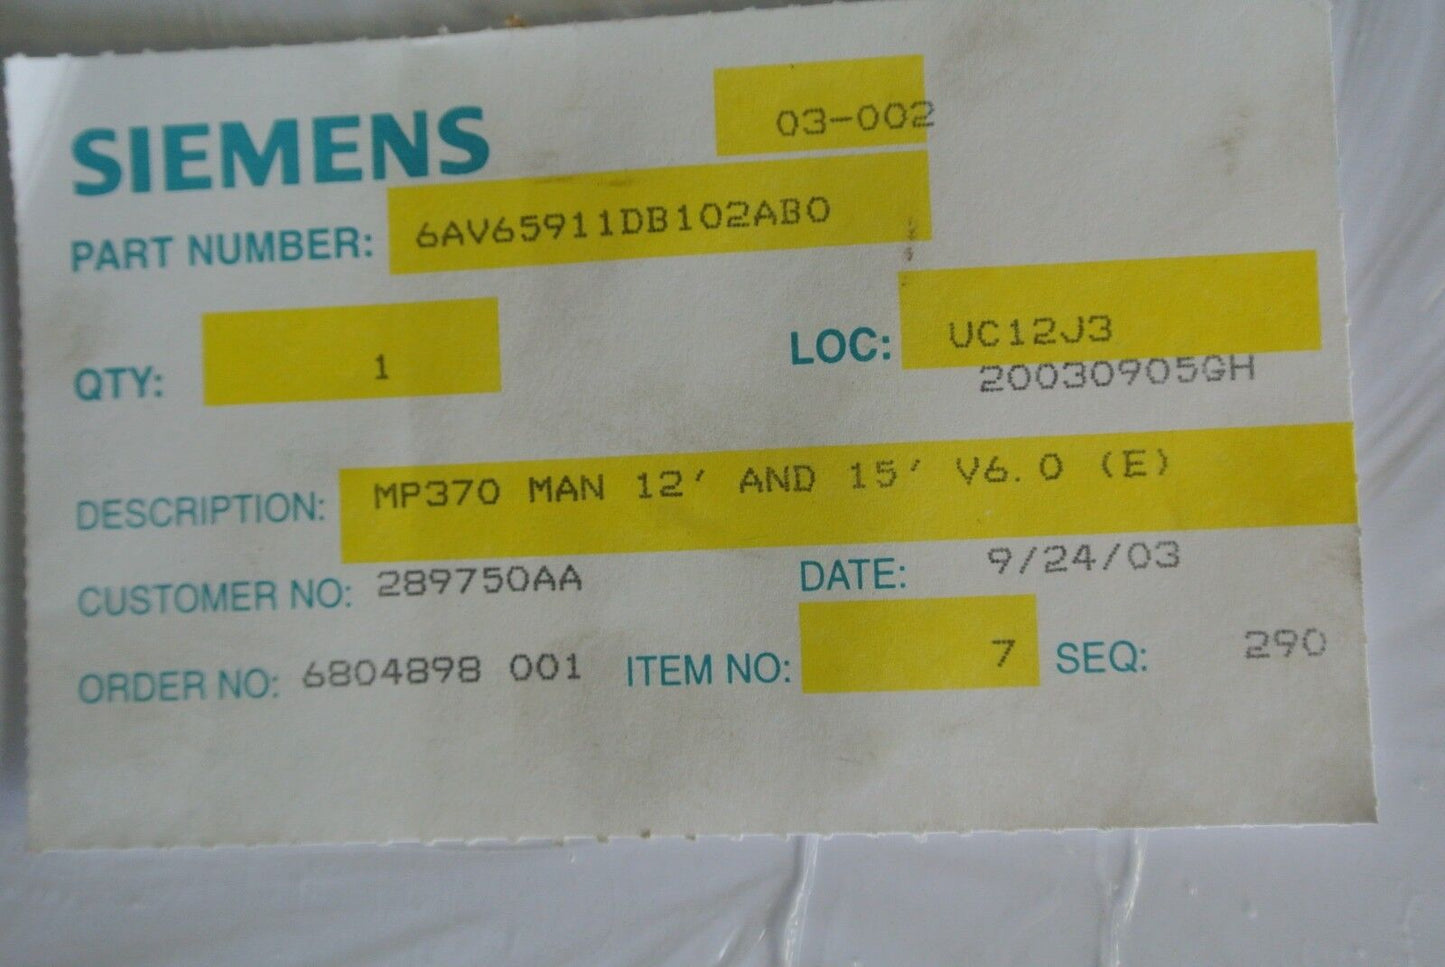 03-002
SIEMENS
PART NUMBER: 6AV65911DB102AB0
QTY: 1 LOC: UC12J3
20030905GH
DESCRIPTION: MP370 MAN 12' AND 15' V6.0 (E)
CUSTOMER NO: 289750AA DATE: 9/24/03
ORDER NO: 6804898 001 ITEM NO: 7 SEQ: 290